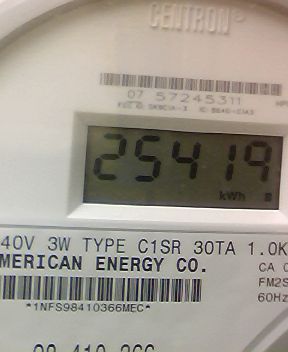 CENTRON®
07 57245311
25419
kWh
40V 3W TYPE C1SR 30TA 1.0K
MERICAN ENERGY CO.
CA 0
FM2S
*1NFS98410366MEC*
60Hz